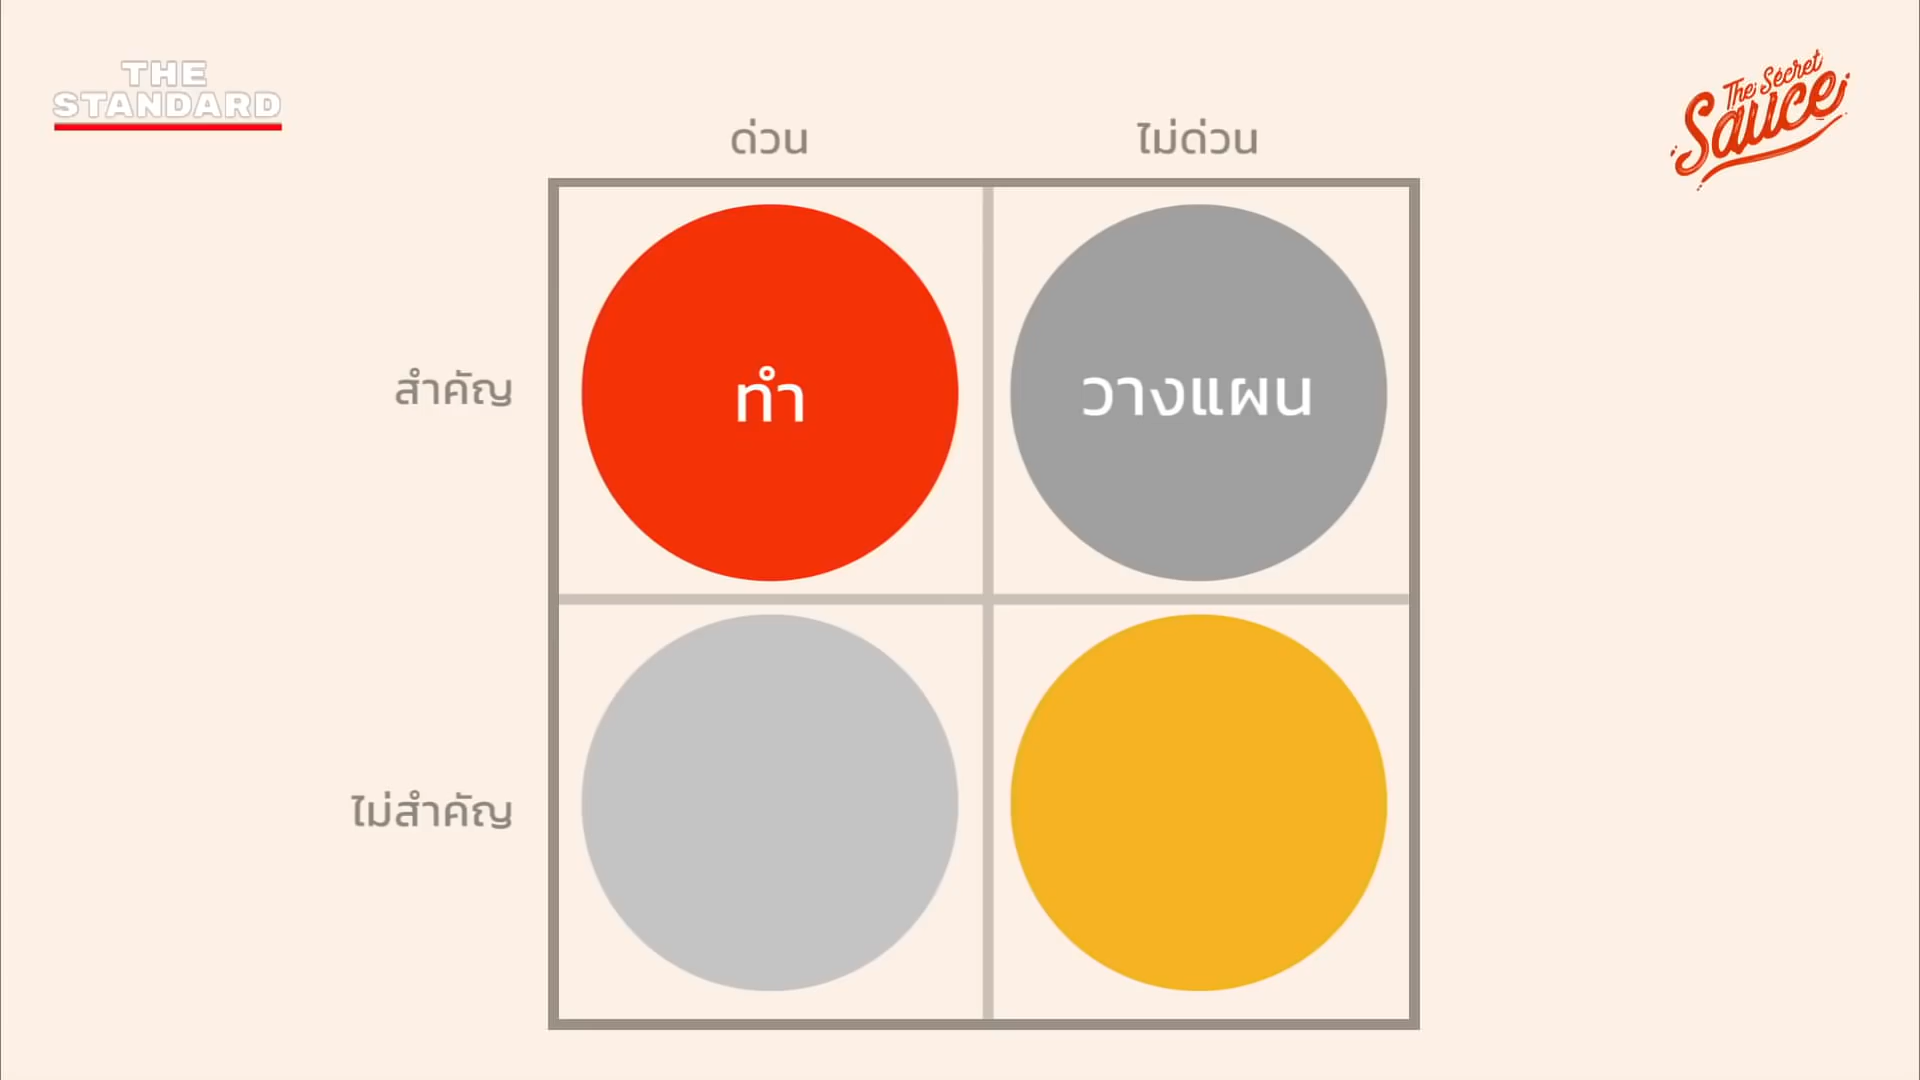 THE
STANDARD
The Secret
Sauce
ด่วน
ไม่ด่วน
สำคัญ
ทำ
วางแผน
ไม่สำคัญ